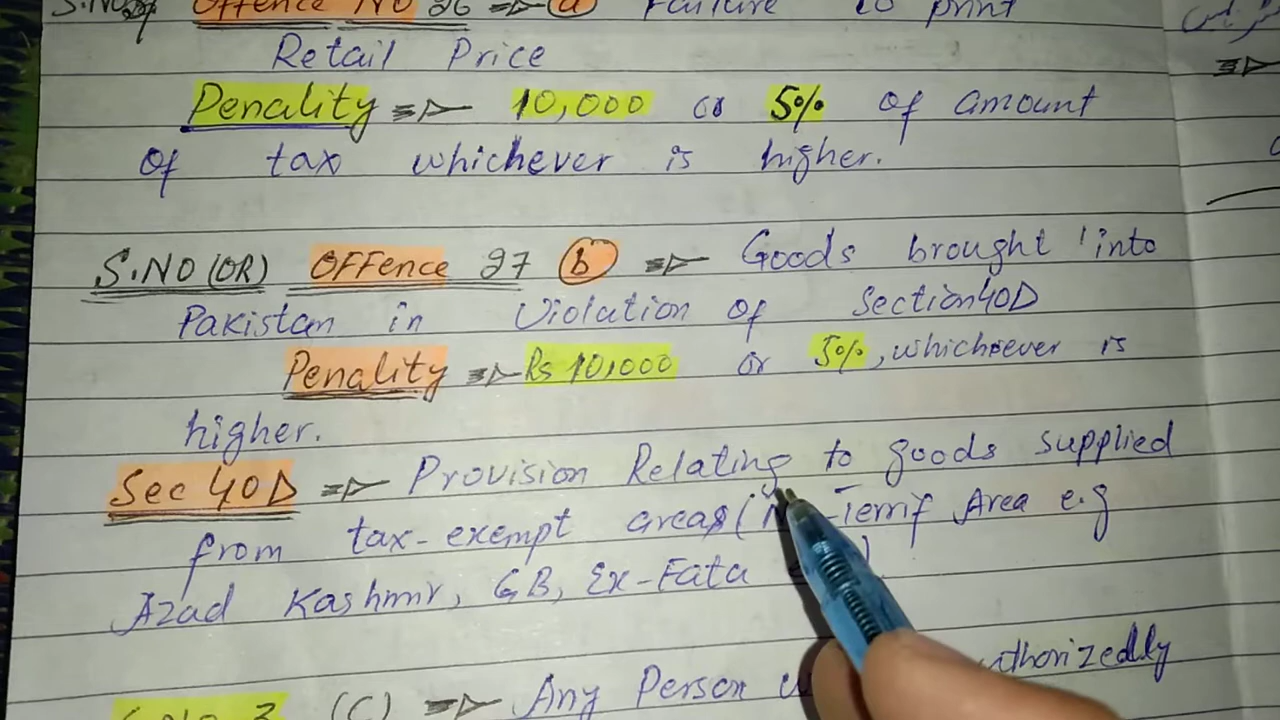 Offence No 26 ⇒ (a) Failure to print
Retail Price
Penality ⇒ 10,000 or 5% of amount
of tax whichever is higher.
S.NO (OR) OFFence 27 (b) ⇒ Goods brought into
Pakistan in Violation of Section 40D
Penality ⇒ Rs 10,000 or 5%, whichoever is
higher.
Sec 40D ⇒ Provision Relating to goods supplied
from tax-exempt areas( Area e.g
Azad Kashmir, GB, Ex-Fata )
(C) ⇒ Any Person